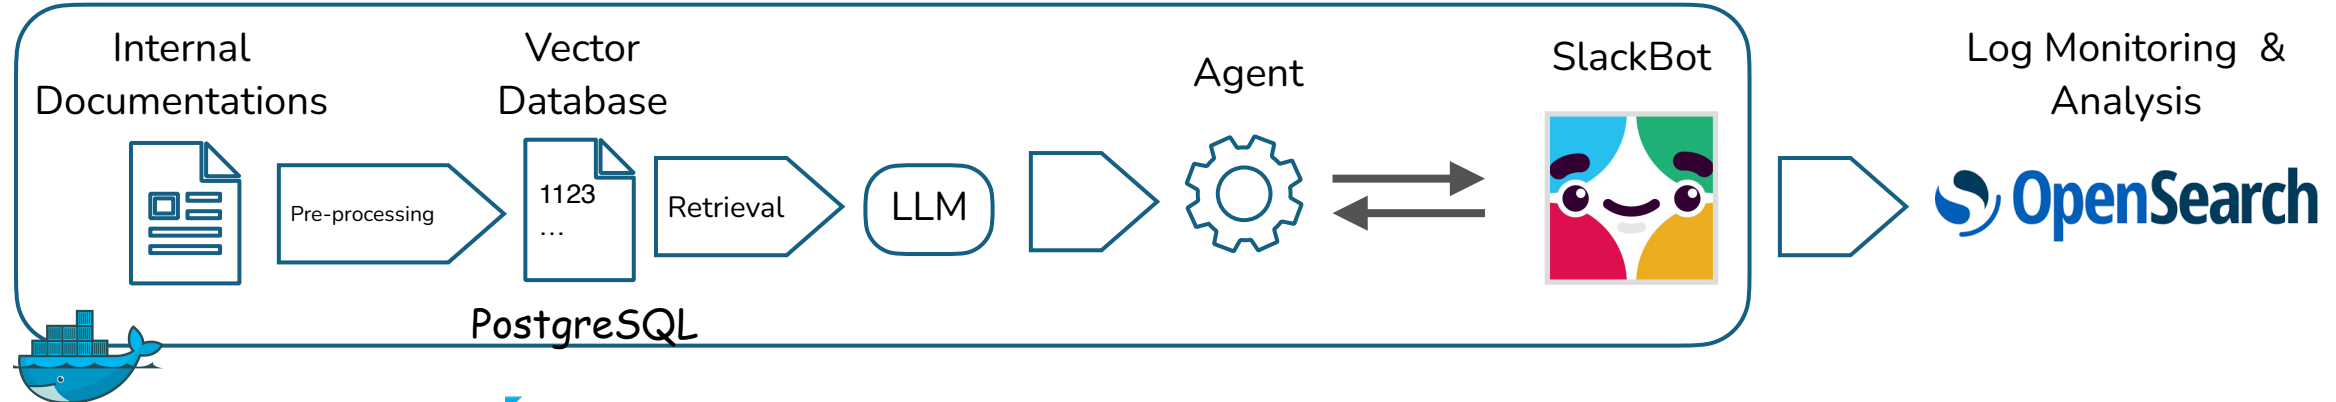 Internal
Documentations
Pre-processing
Vector
Database
1123
...
PostgreSQL
Retrieval
LLM
Agent
SlackBot
Log Monitoring &
Analysis
OpenSearch